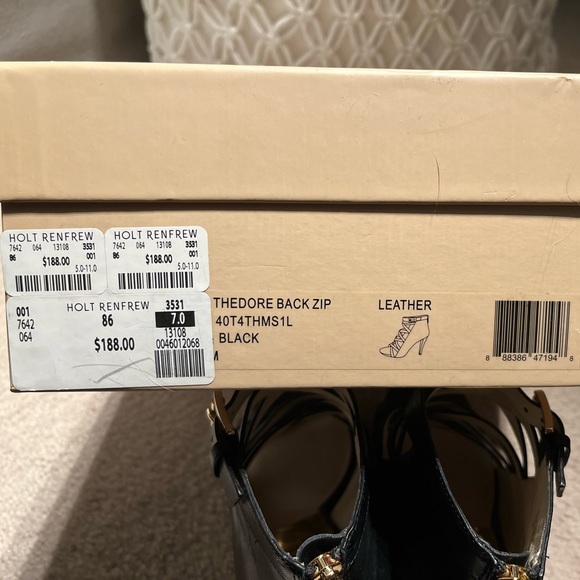 HOLT RENFREW
7642 064 13108 3531
86 001
$188.00
5.0-11.0
HOLT RENFREW
7642 064 13108 3531
86 001
$188.00
5.0-11.0
HOLT RENFREW 3531
001 86 7.0
7642 13108
064 $188.00 0046012068
THEDORE BACK ZIP LEATHER
40T4THMS1L
BLACK
M
8 88386 47194 8